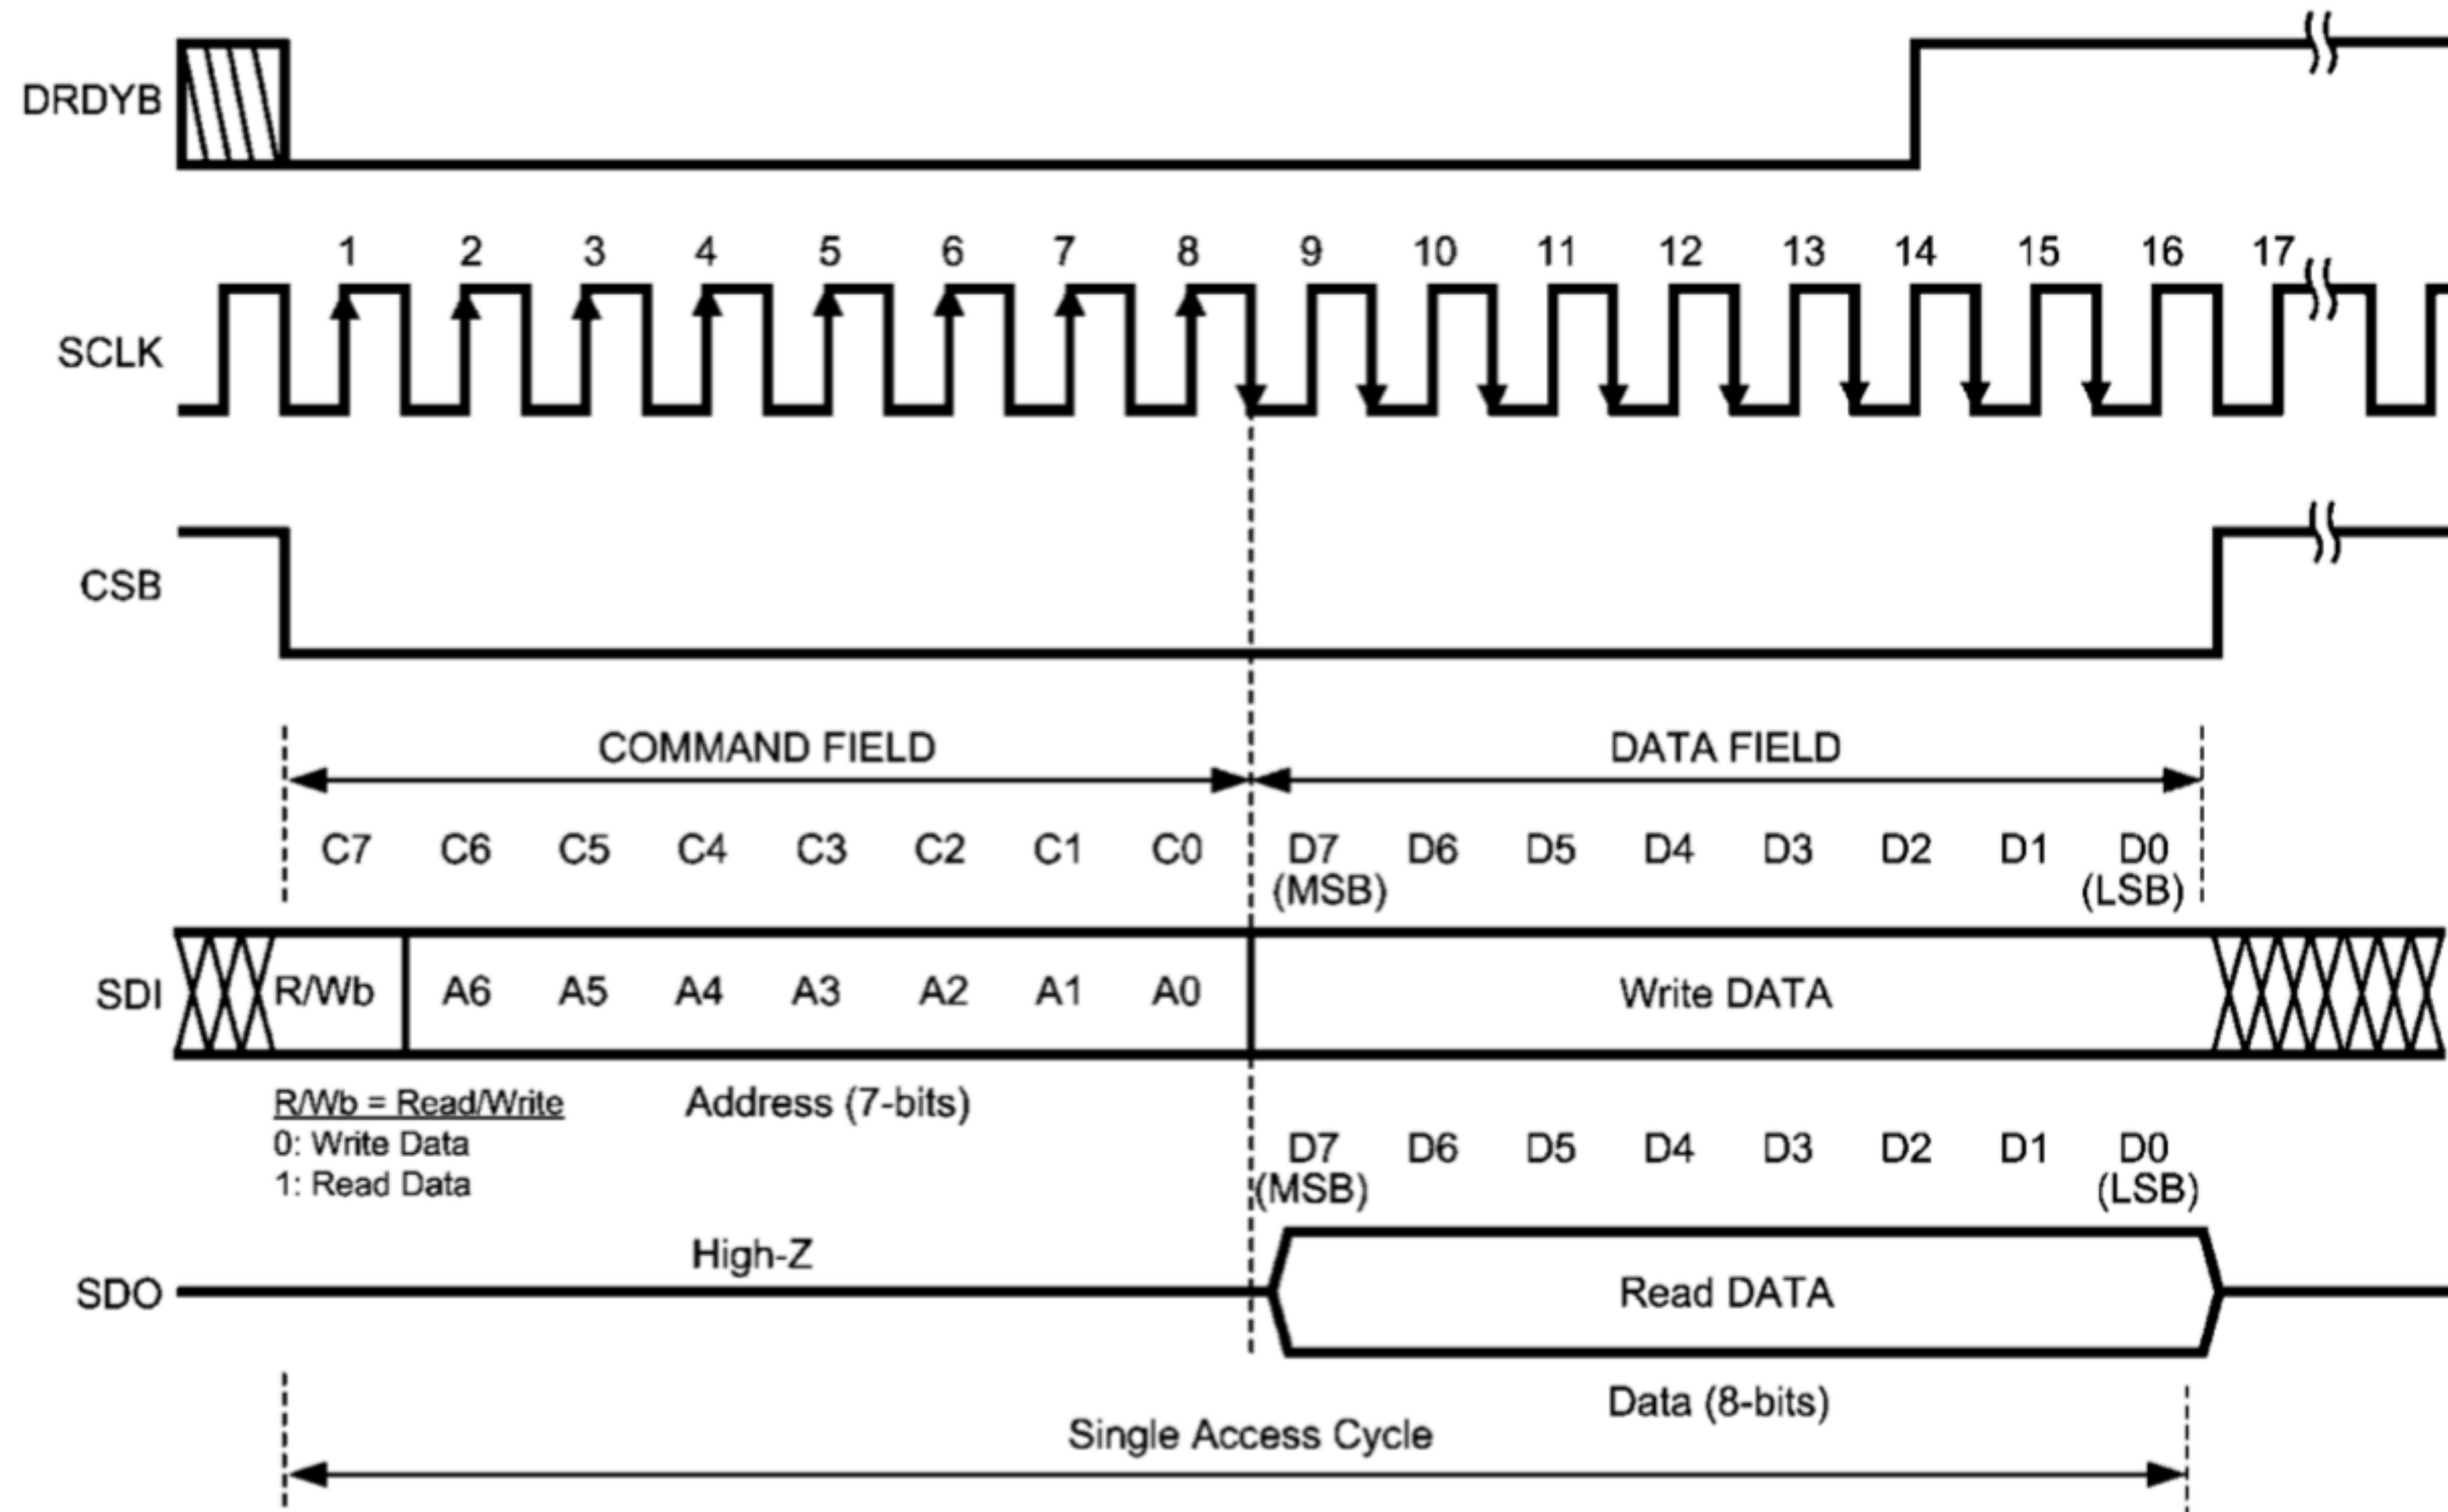 DRDYB
1 2 3 4 5 6 7 8 9 10 11 12 13 14 15 16 17
SCLK
CSB
COMMAND FIELD DATA FIELD
C7 C6 C5 C4 C3 C2 C1 C0 D7 D6 D5 D4 D3 D2 D1 D0
(MSB) (LSB)
SDI R/Wb A6 A5 A4 A3 A2 A1 A0 Write DATA
R/Wb = Read/Write Address (7-bits)
0: Write Data
1: Read Data
D7 D6 D5 D4 D3 D2 D1 D0
(MSB) (LSB)
High-Z
SDO Read DATA
Data (8-bits)
Single Access Cycle